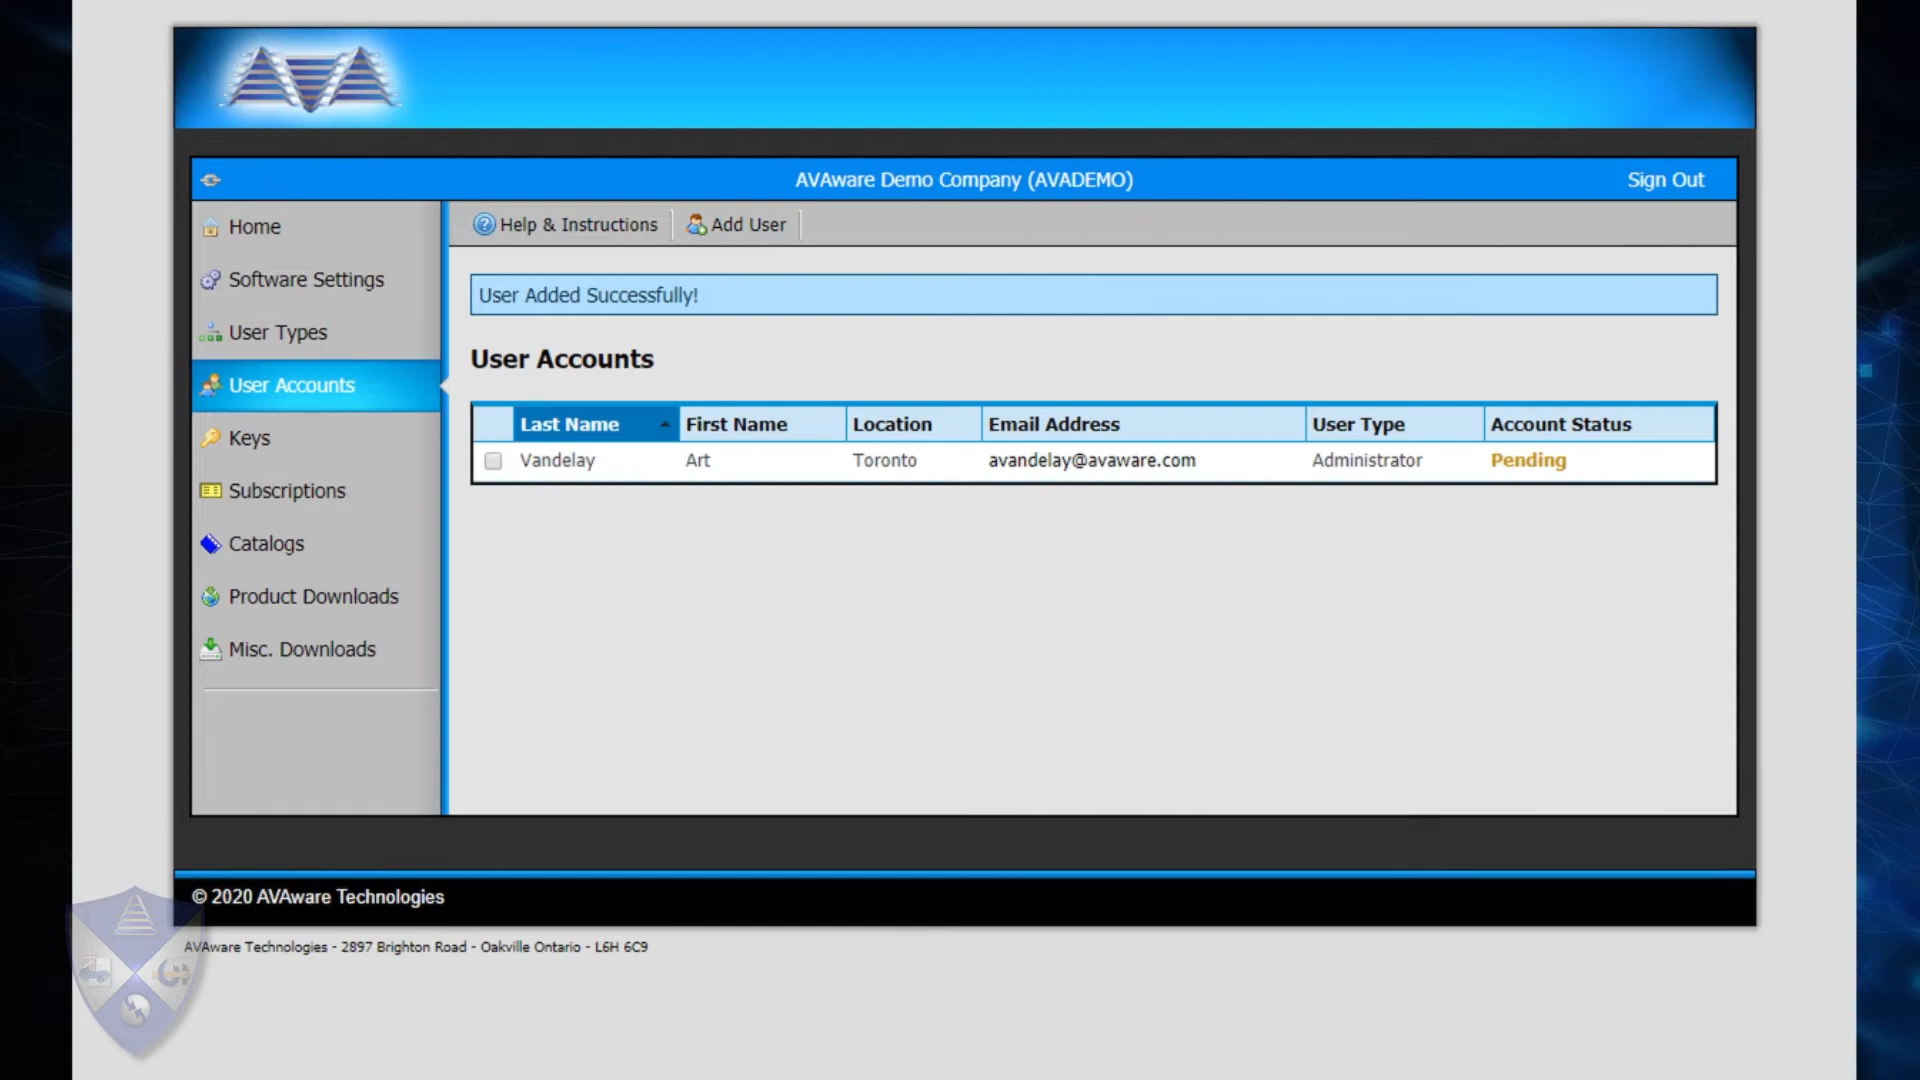 AVA
AVAware Demo Company (AVADEMO)
Sign Out
Home
Software Settings
User Types
User Accounts
Keys
Subscriptions
Catalogs
Product Downloads
Misc. Downloads
Help & Instructions
Add User
User Added Successfully!
User Accounts
Last Name First Name Location Email Address User Type Account Status
Vandelay Art Toronto avandelay@avaware.com Administrator Pending
© 2020 AVAware Technologies
AVAware Technologies - 2897 Brighton Road - Oakville Ontario - L6H 6C9